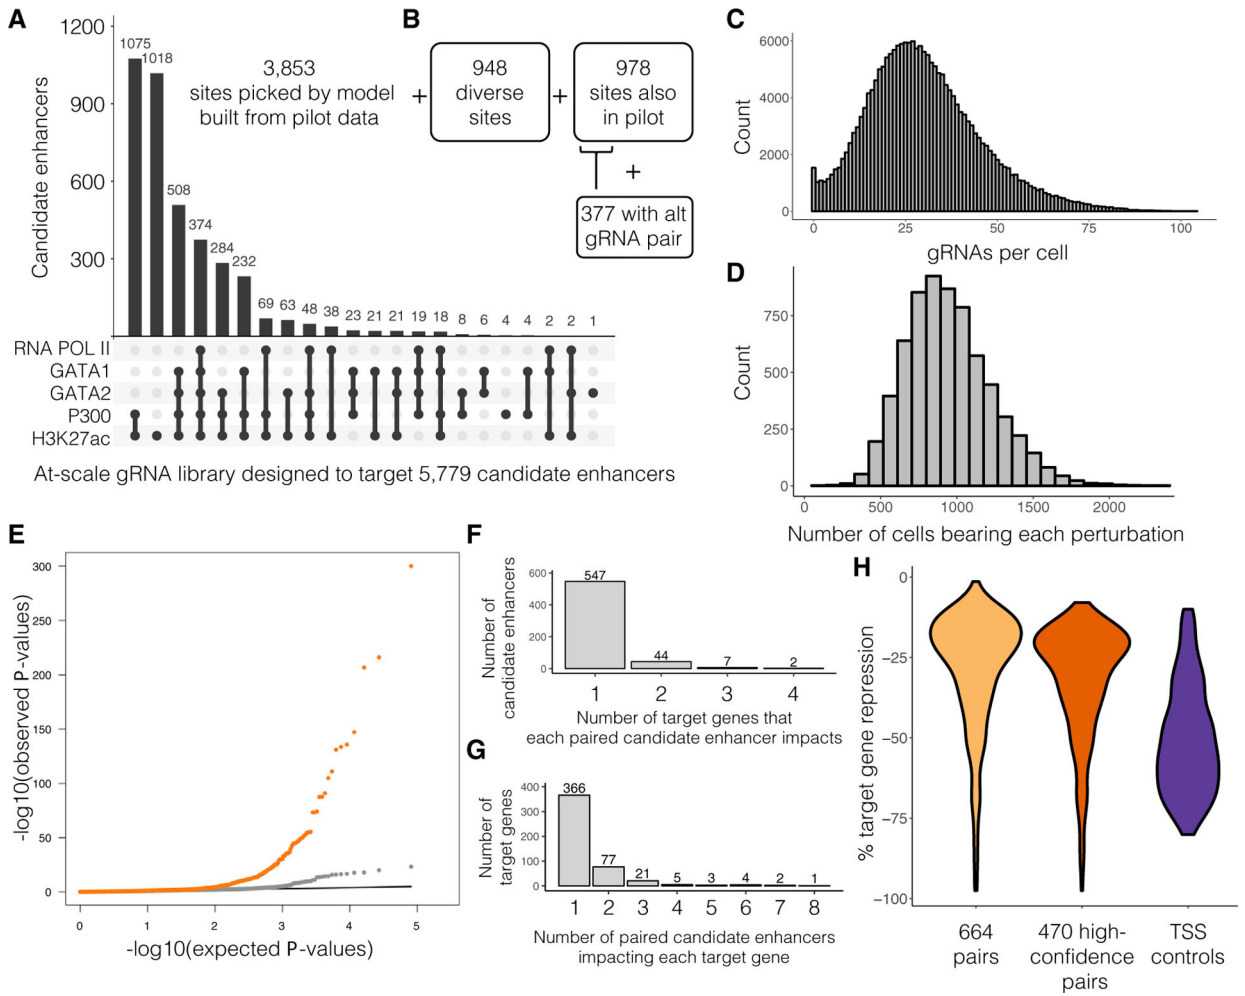 A
1200
900
600
300
Candidate enhancers
1075
1018
508
374
284
232
69
63
48
38
23
21
21
19
18
8
6
4
4
2
2
1
RNA POL II
GATA1
GATA2
P300
H3K27ac
3,853
sites picked by model
built from pilot data
At-scale gRNA library designed to target 5,779 candidate enhancers
B
+
948
diverse
sites
+
978
sites also
in pilot
+
377 with alt
gRNA pair
C
6000
4000
2000
0
Count
0
25
50
75
100
gRNAs per cell
D
750
500
250
0
Count
0
500
1000
1500
2000
Number of cells bearing each perturbation
E
300
250
200
150
100
50
0
-log10(observed P-values)
0
1
2
3
4
5
-log10(expected P-values)
F
Number of
candidate enhancers
600
400
200
0
547
44
7
2
1
2
3
4
Number of target genes that
each paired candidate enhancer impacts
G
Number of
target genes
400
300
200
100
0
366
77
21
5
3
4
2
1
1
2
3
4
5
6
7
8
Number of paired candidate enhancers
impacting each target gene
H
% target gene repression
0
−25
−50
−75
−100
664
pairs
470 high-
confidence
pairs
TSS
controls